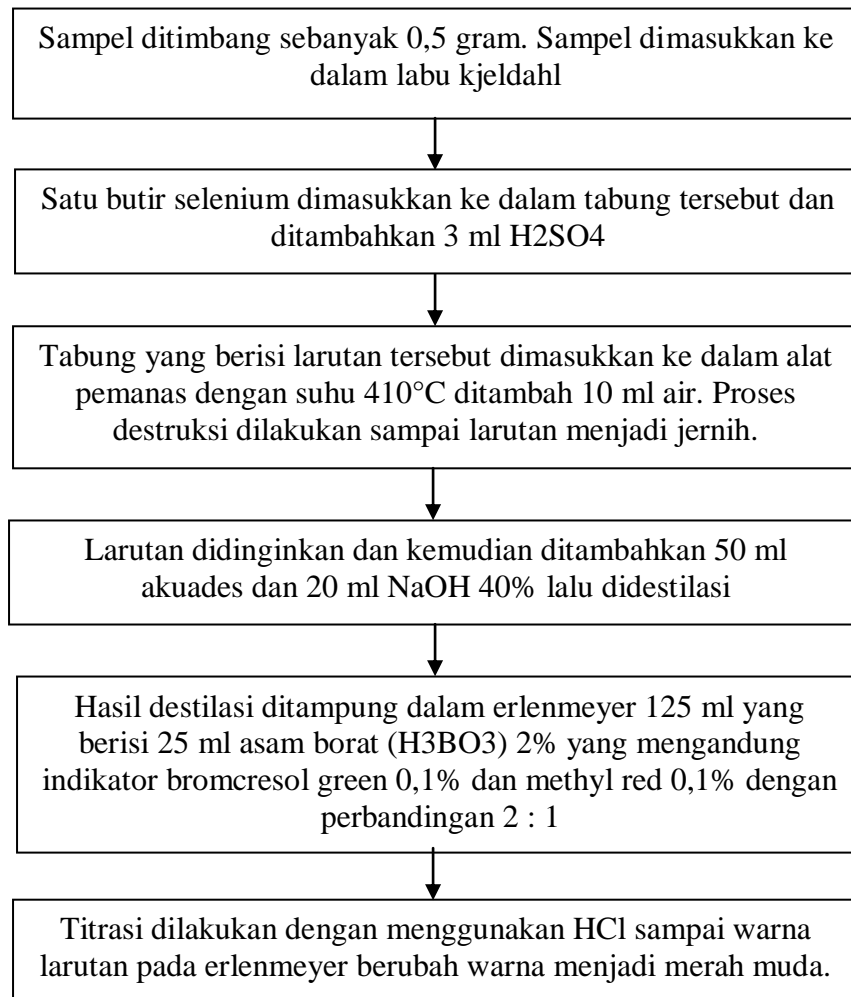 Sampel ditimbang sebanyak 0,5 gram. Sampel dimasukkan ke
dalam labu kjeldahl
Satu butir selenium dimasukkan ke dalam tabung tersebut dan
ditambahkan 3 ml H2SO4
Tabung yang berisi larutan tersebut dimasukkan ke dalam alat
pemanas dengan suhu 410°C ditambah 10 ml air. Proses
destruksi dilakukan sampai larutan menjadi jernih.
Larutan didinginkan dan kemudian ditambahkan 50 ml
akuades dan 20 ml NaOH 40% lalu didestilasi
Hasil destilasi ditampung dalam erlenmeyer 125 ml yang
berisi 25 ml asam borat (H3BO3) 2% yang mengandung
indikator bromcresol green 0,1% dan methyl red 0,1% dengan
perbandingan 2 : 1
Titrasi dilakukan dengan menggunakan HCl sampai warna
larutan pada erlenmeyer berubah warna menjadi merah muda.